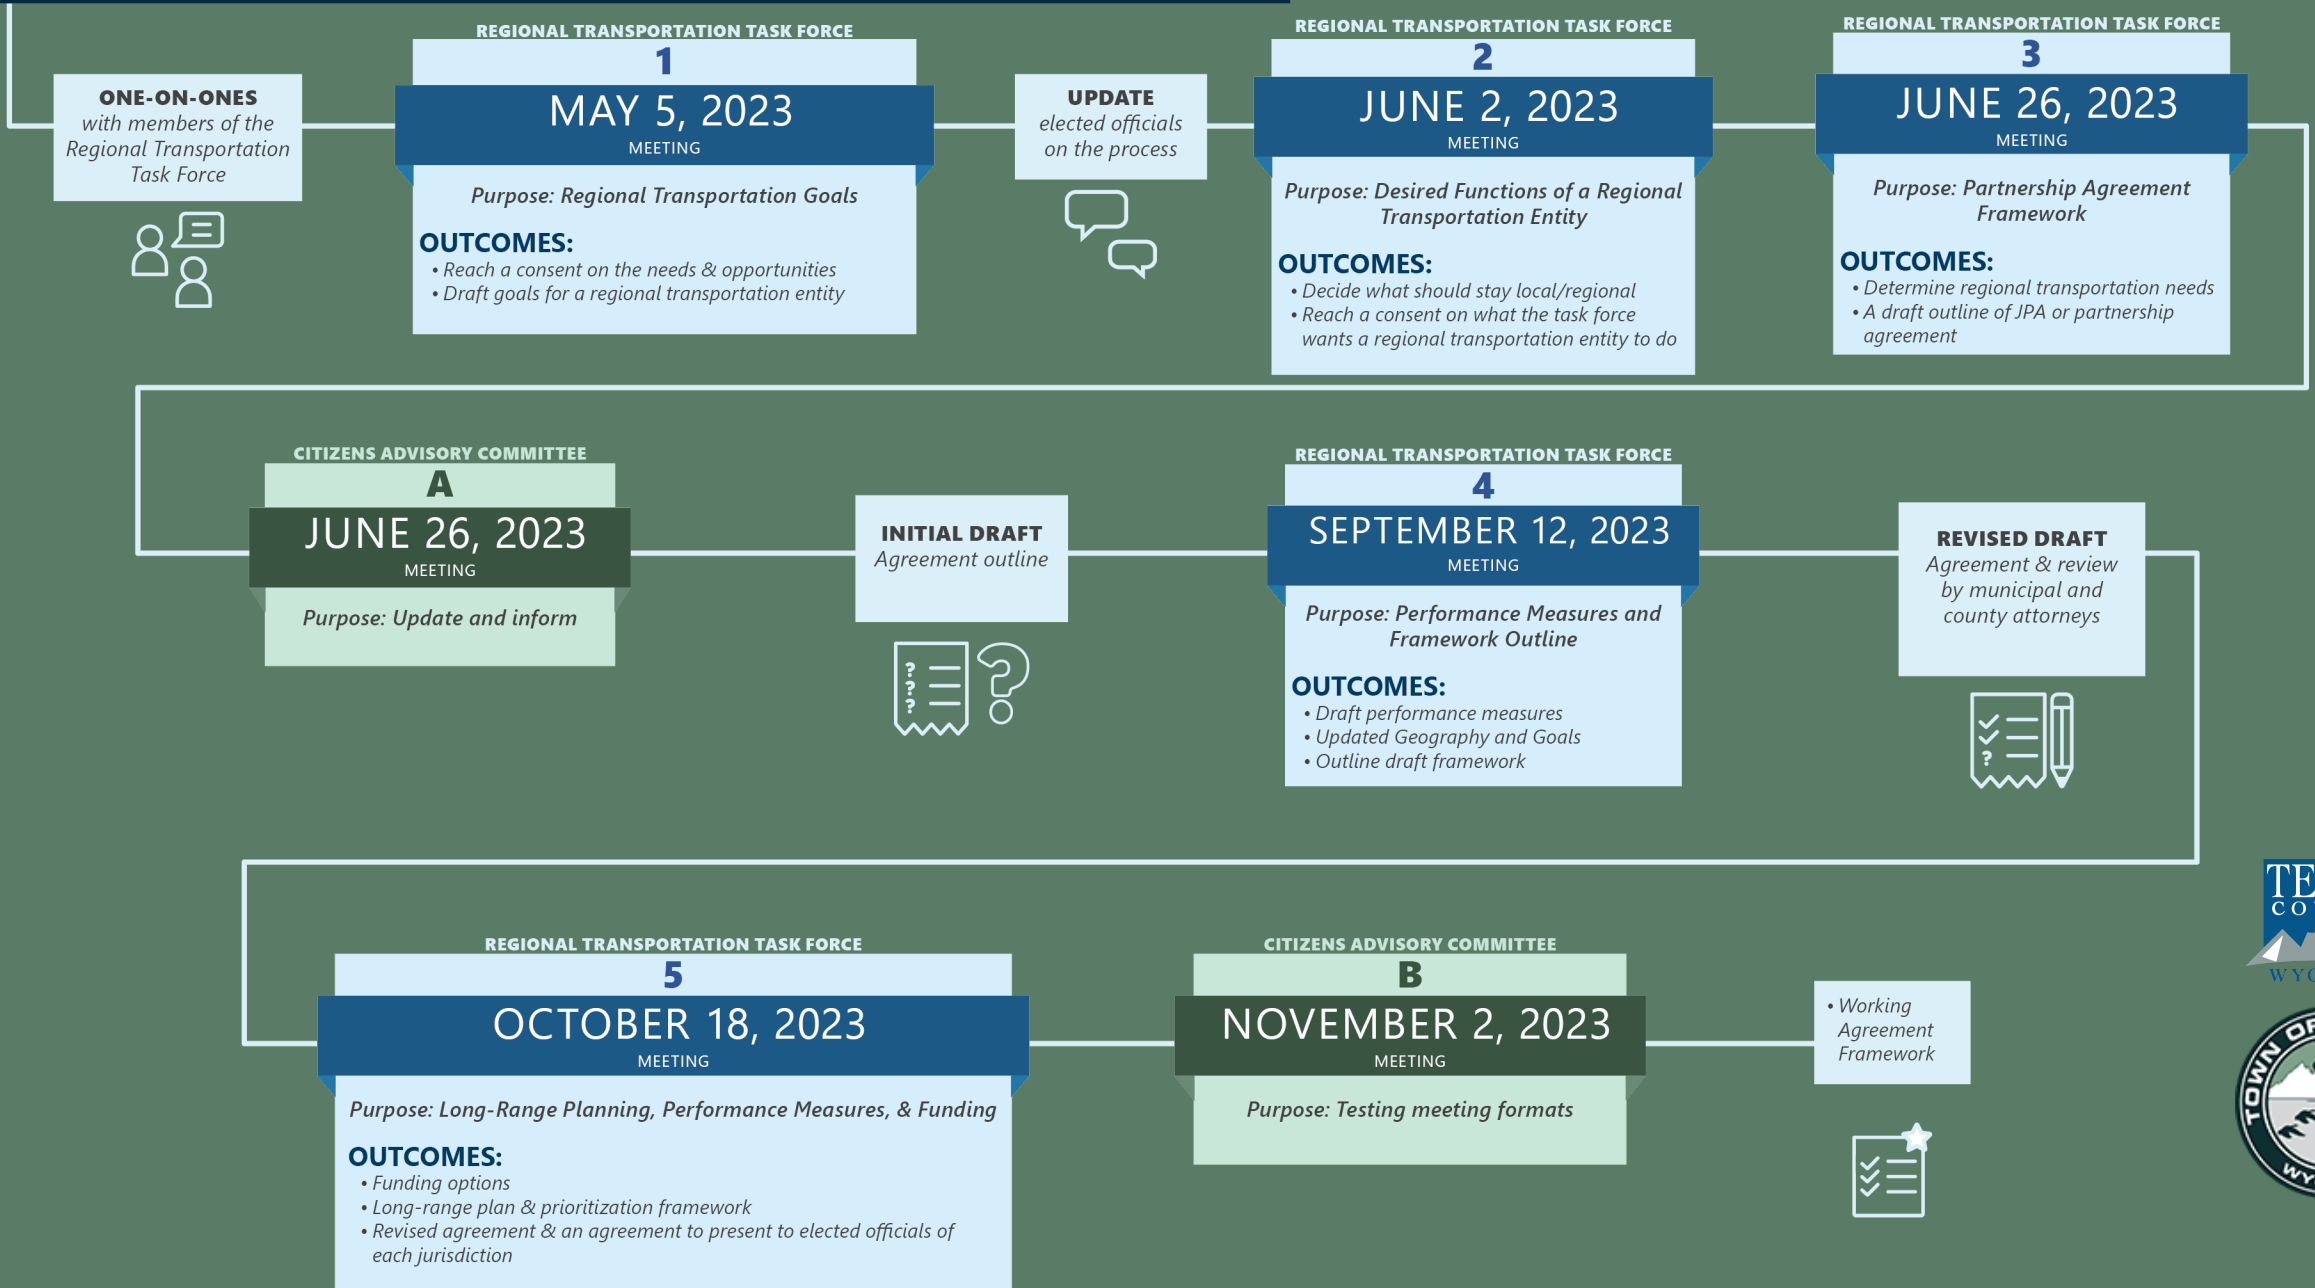 REGIONAL TRANSPORTATION TASK FORCE
1
MAY 5, 2023
MEETING
Purpose: Regional Transportation Goals
OUTCOMES:
• Reach a consent on the needs & opportunities
• Draft goals for a regional transportation entity
ONE-ON-ONES
with members of the
Regional Transportation
Task Force
UPDATE
elected officials
on the process
REGIONAL TRANSPORTATION TASK FORCE
2
JUNE 2, 2023
MEETING
Purpose: Desired Functions of a Regional
Transportation Entity
OUTCOMES:
• Decide what should stay local/regional
• Reach a consent on what the task force
wants a regional transportation entity to do
REGIONAL TRANSPORTATION TASK FORCE
3
JUNE 26, 2023
MEETING
Purpose: Partnership Agreement
Framework
OUTCOMES:
• Determine regional transportation needs
• A draft outline of JPA or partnership
agreement
CITIZENS ADVISORY COMMITTEE
A
JUNE 26, 2023
MEETING
Purpose: Update and inform
INITIAL DRAFT
Agreement outline
?
?
?
?
REGIONAL TRANSPORTATION TASK FORCE
4
SEPTEMBER 12, 2023
MEETING
Purpose: Performance Measures and
Framework Outline
OUTCOMES:
• Draft performance measures
• Updated Geography and Goals
• Outline draft framework
REVISED DRAFT
Agreement & review
by municipal and
county attorneys
?
REGIONAL TRANSPORTATION TASK FORCE
5
OCTOBER 18, 2023
MEETING
Purpose: Long-Range Planning, Performance Measures, & Funding
OUTCOMES:
• Funding options
• Long-range plan & prioritization framework
• Revised agreement & an agreement to present to elected officials of
each jurisdiction
CITIZENS ADVISORY COMMITTEE
B
NOVEMBER 2, 2023
MEETING
Purpose: Testing meeting formats
• Working
Agreement
Framework
TOWN OF